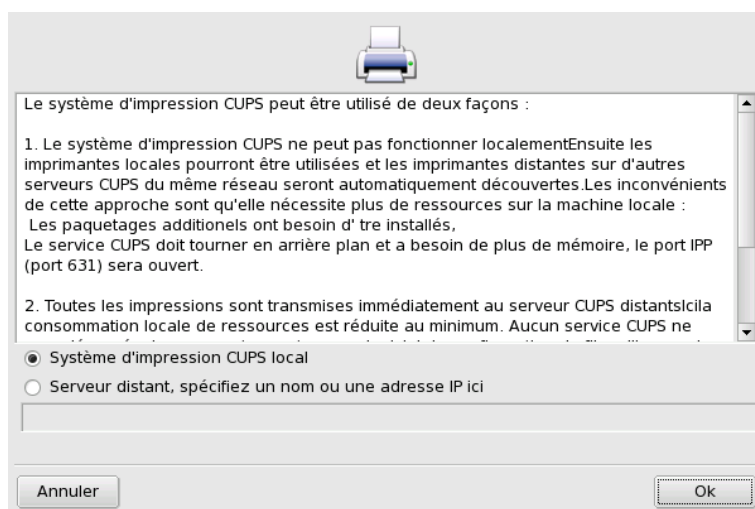 Le système d'impression CUPS peut être utilisé de deux façons :
1. Le système d'impression CUPS ne peut pas fonctionner localementEnsuite les
imprimantes locales pourront être utilisées et les imprimantes distantes sur d'autres
serveurs CUPS du même réseau seront automatiquement découvertes.Les inconvénients
de cette approche sont qu'elle nécessite plus de ressources sur la machine locale :
Les paquetages additionels ont besoin d' tre installés,
Le service CUPS doit tourner en arrière plan et a besoin de plus de mémoire, le port IPP
(port 631) sera ouvert.
2. Toutes les impressions sont transmises immédiatement au serveur CUPS distantsIcila
consommation locale de ressources est réduite au minimum. Aucun service CUPS ne
Système d'impression CUPS local
Serveur distant, spécifiez un nom ou une adresse IP ici
Annuler
Ok